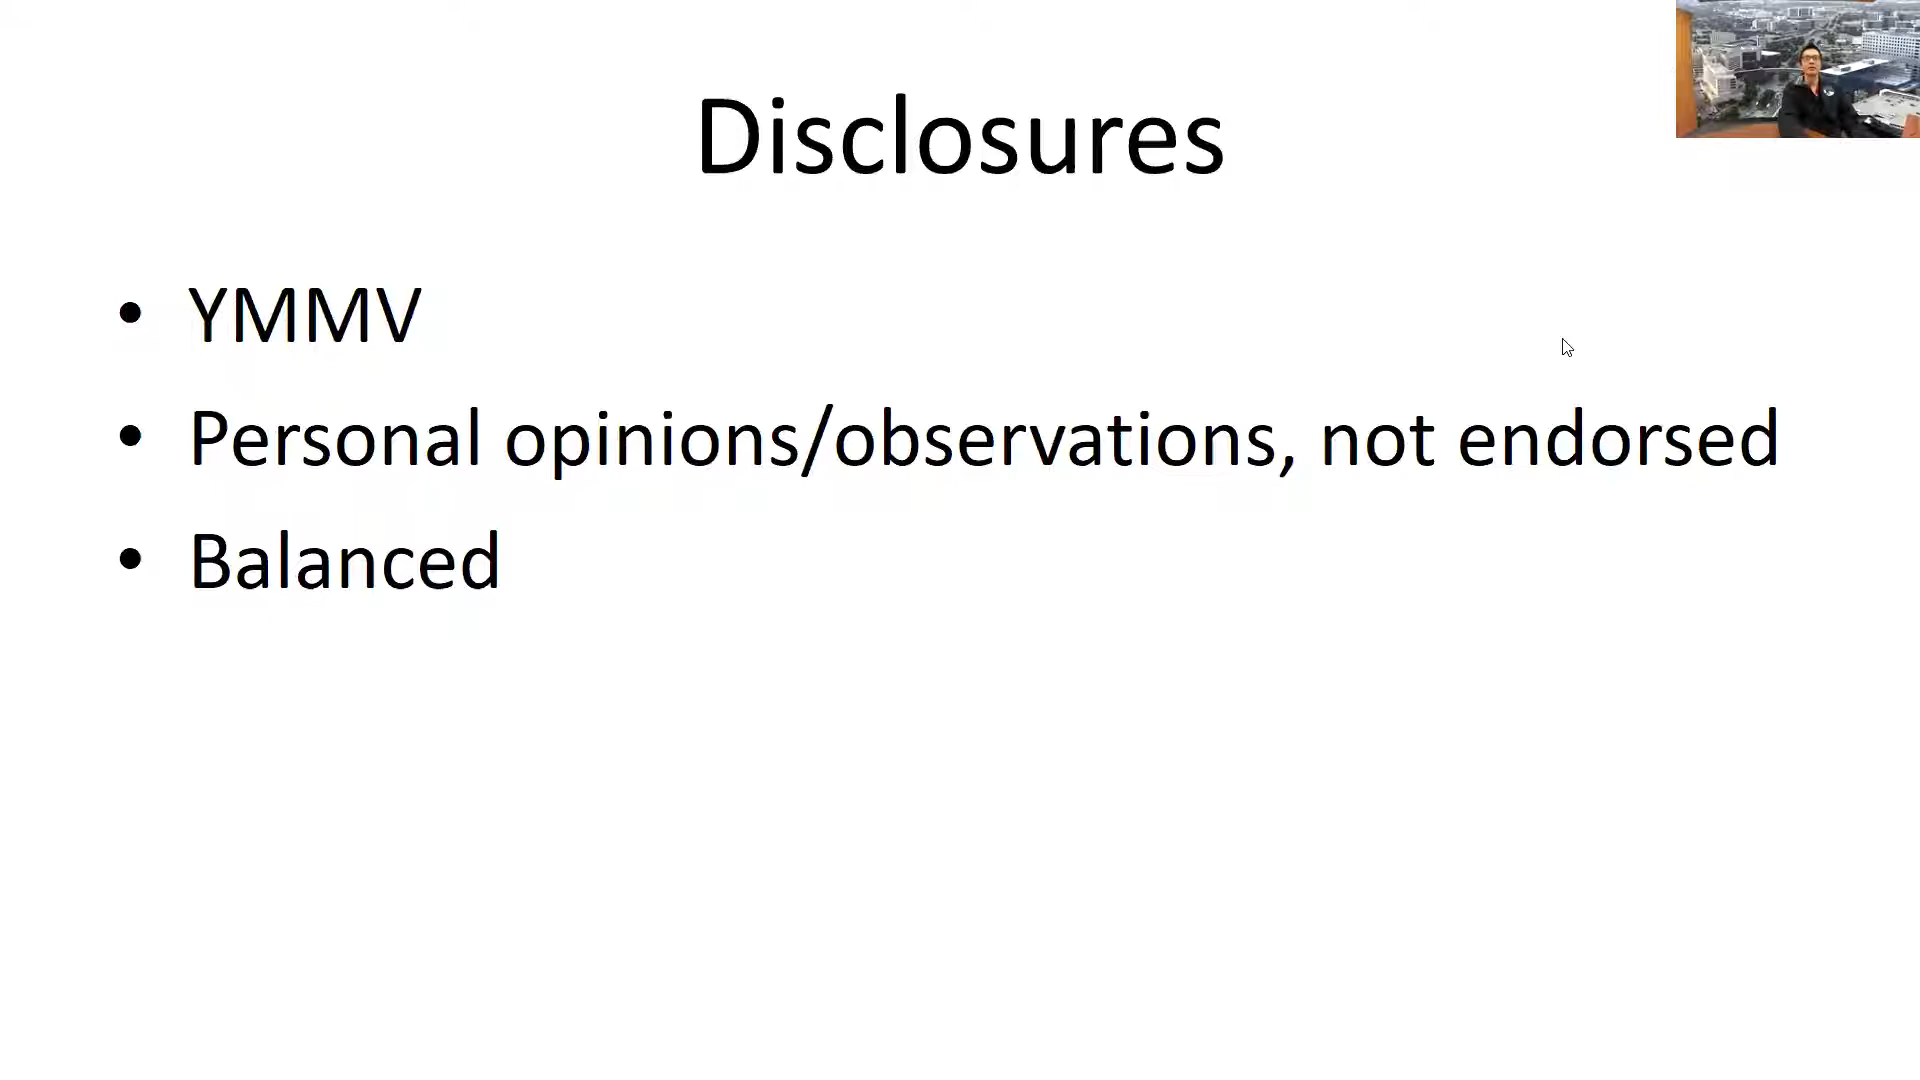 Disclosures
• YMMV
• Personal opinions/observations, not endorsed
• Balanced